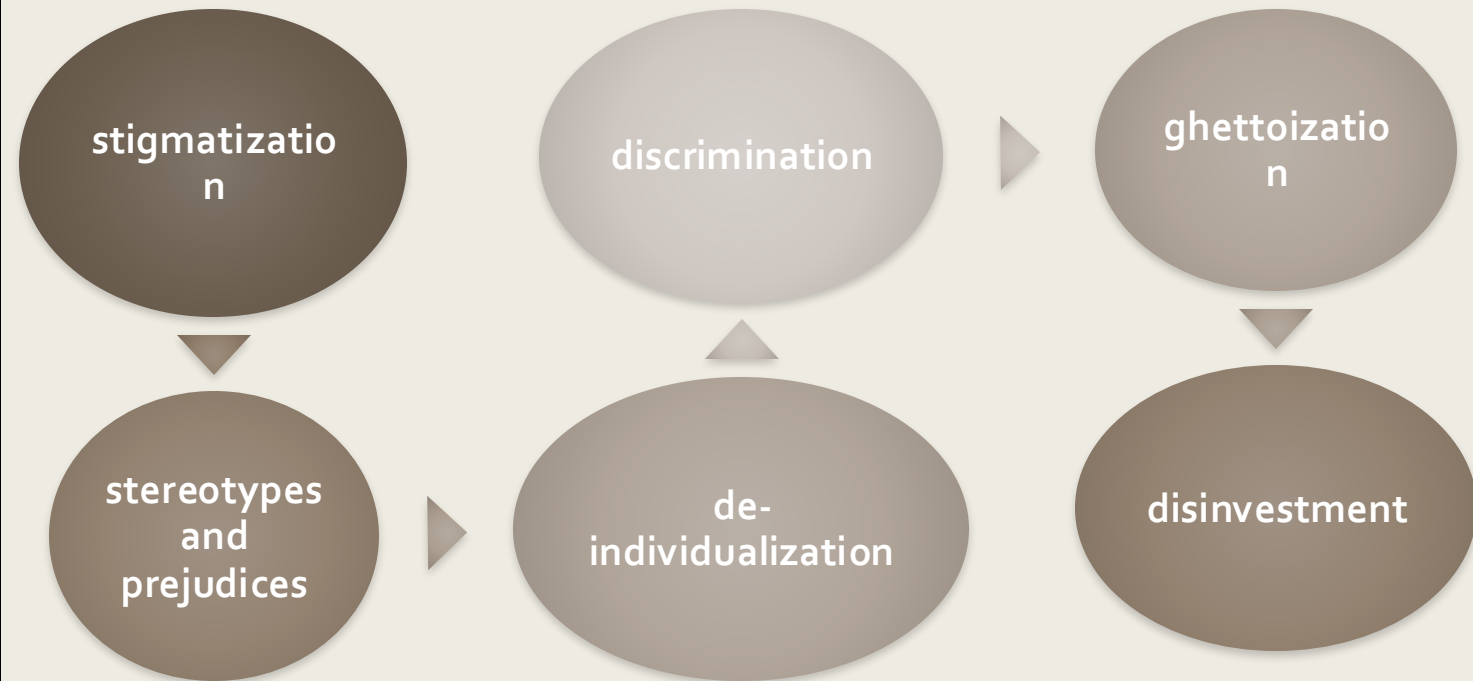 stigmatizatio
n
stereotypes
and
prejudices
de-
individualization
discrimination
ghettoizatio
n
disinvestment